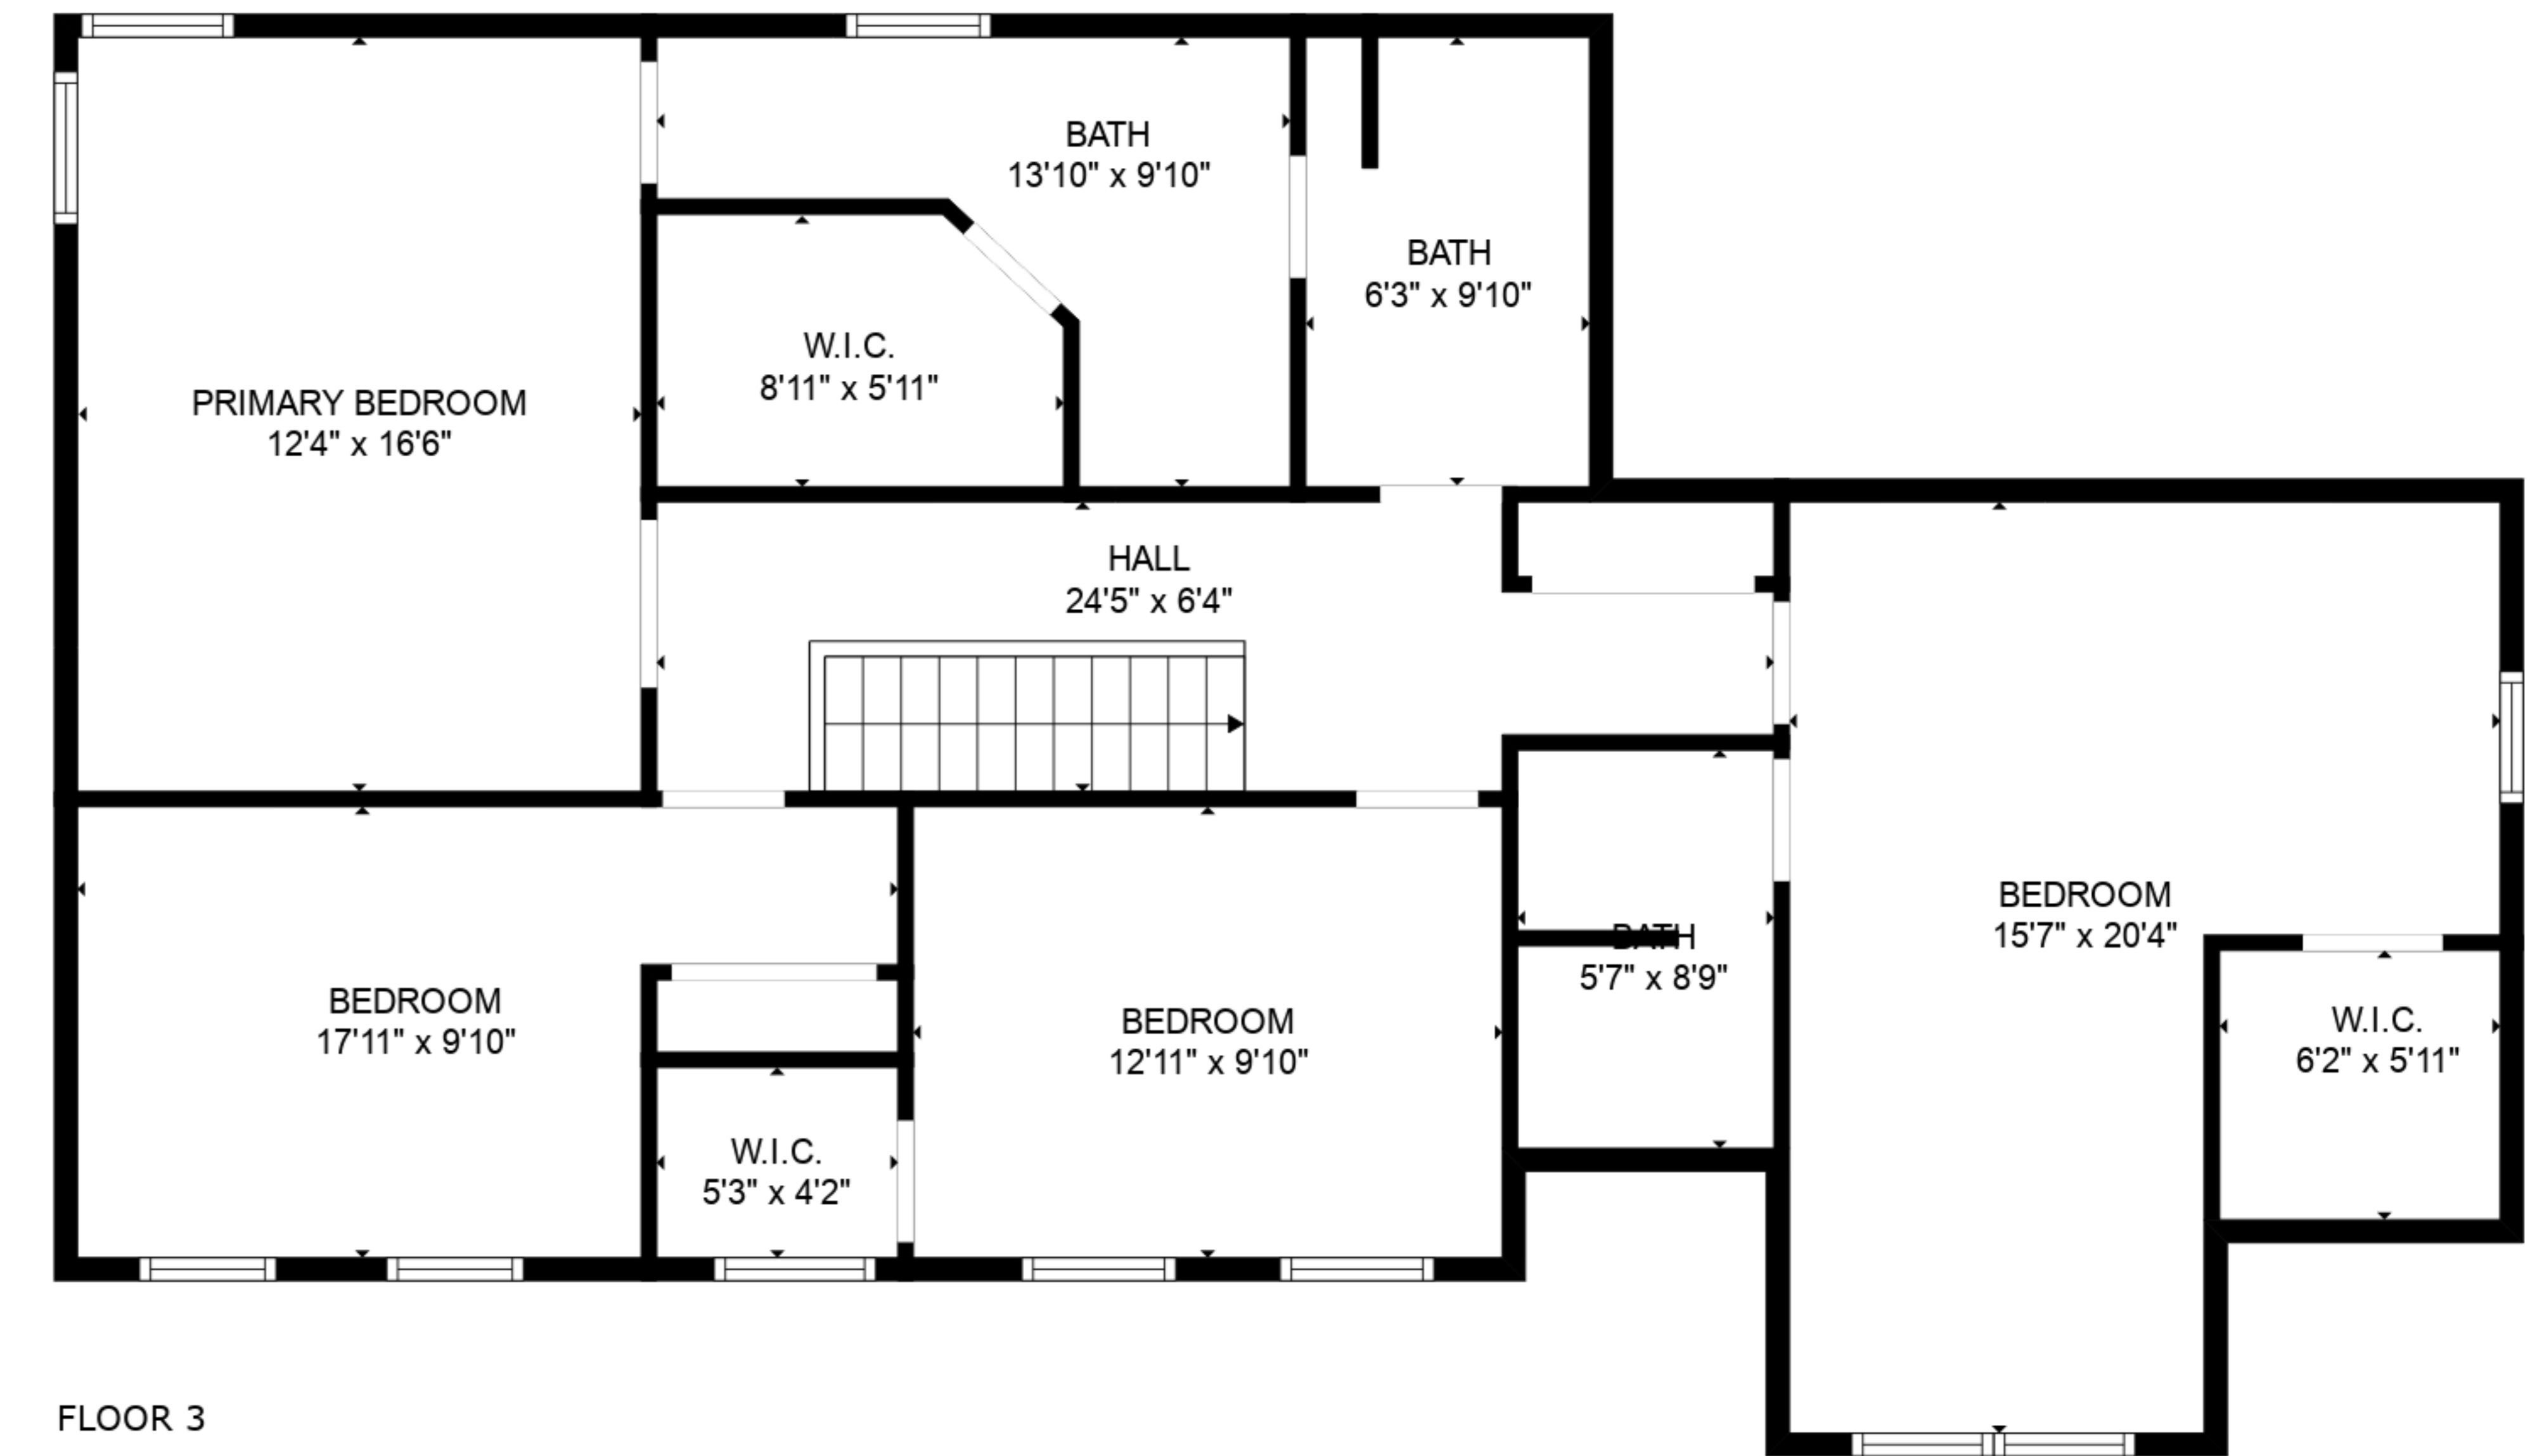 BATH
13'10" x 9'10"
BATH
6'3" x 9'10"
W.I.C.
8'11" x 5'11"
PRIMARY BEDROOM
12'4" x 16'6"
HALL
24'5" x 6'4"
BEDROOM
15'7" x 20'4"
BATH
5'7" x 8'9"
BEDROOM
17'11" x 9'10"
BEDROOM
12'11" x 9'10"
W.I.C.
6'2" x 5'11"
W.I.C.
5'3" x 4'2"
FLOOR 3